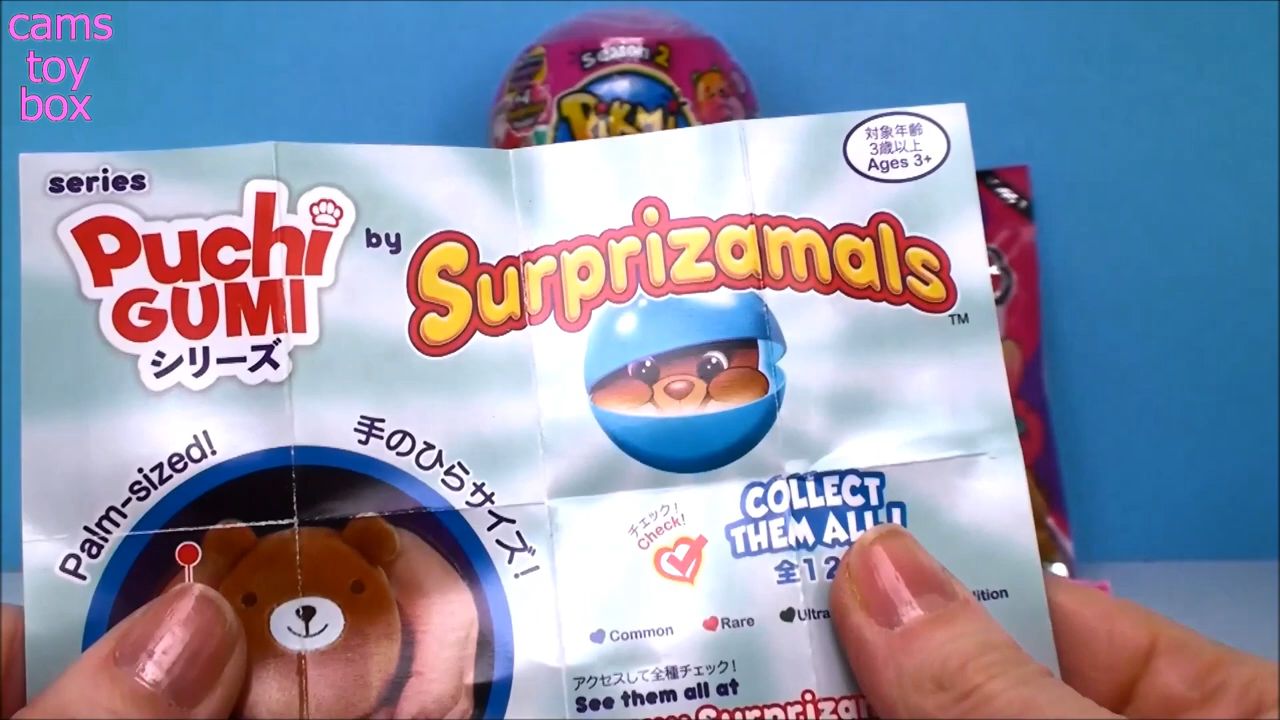 cams
toy
box
Season 2
PiKMi
対象年齢
3歳以上
Ages 3+
series
Puchi
GUMI
シリーズ
by
Surprizamals
TM
Palm-sized!
手のひらサイズ!
チェック!
Check!
COLLECT
THEM ALL!
全12
Common
Rare
Ultra
アクセスして全種チェック!
See them all at